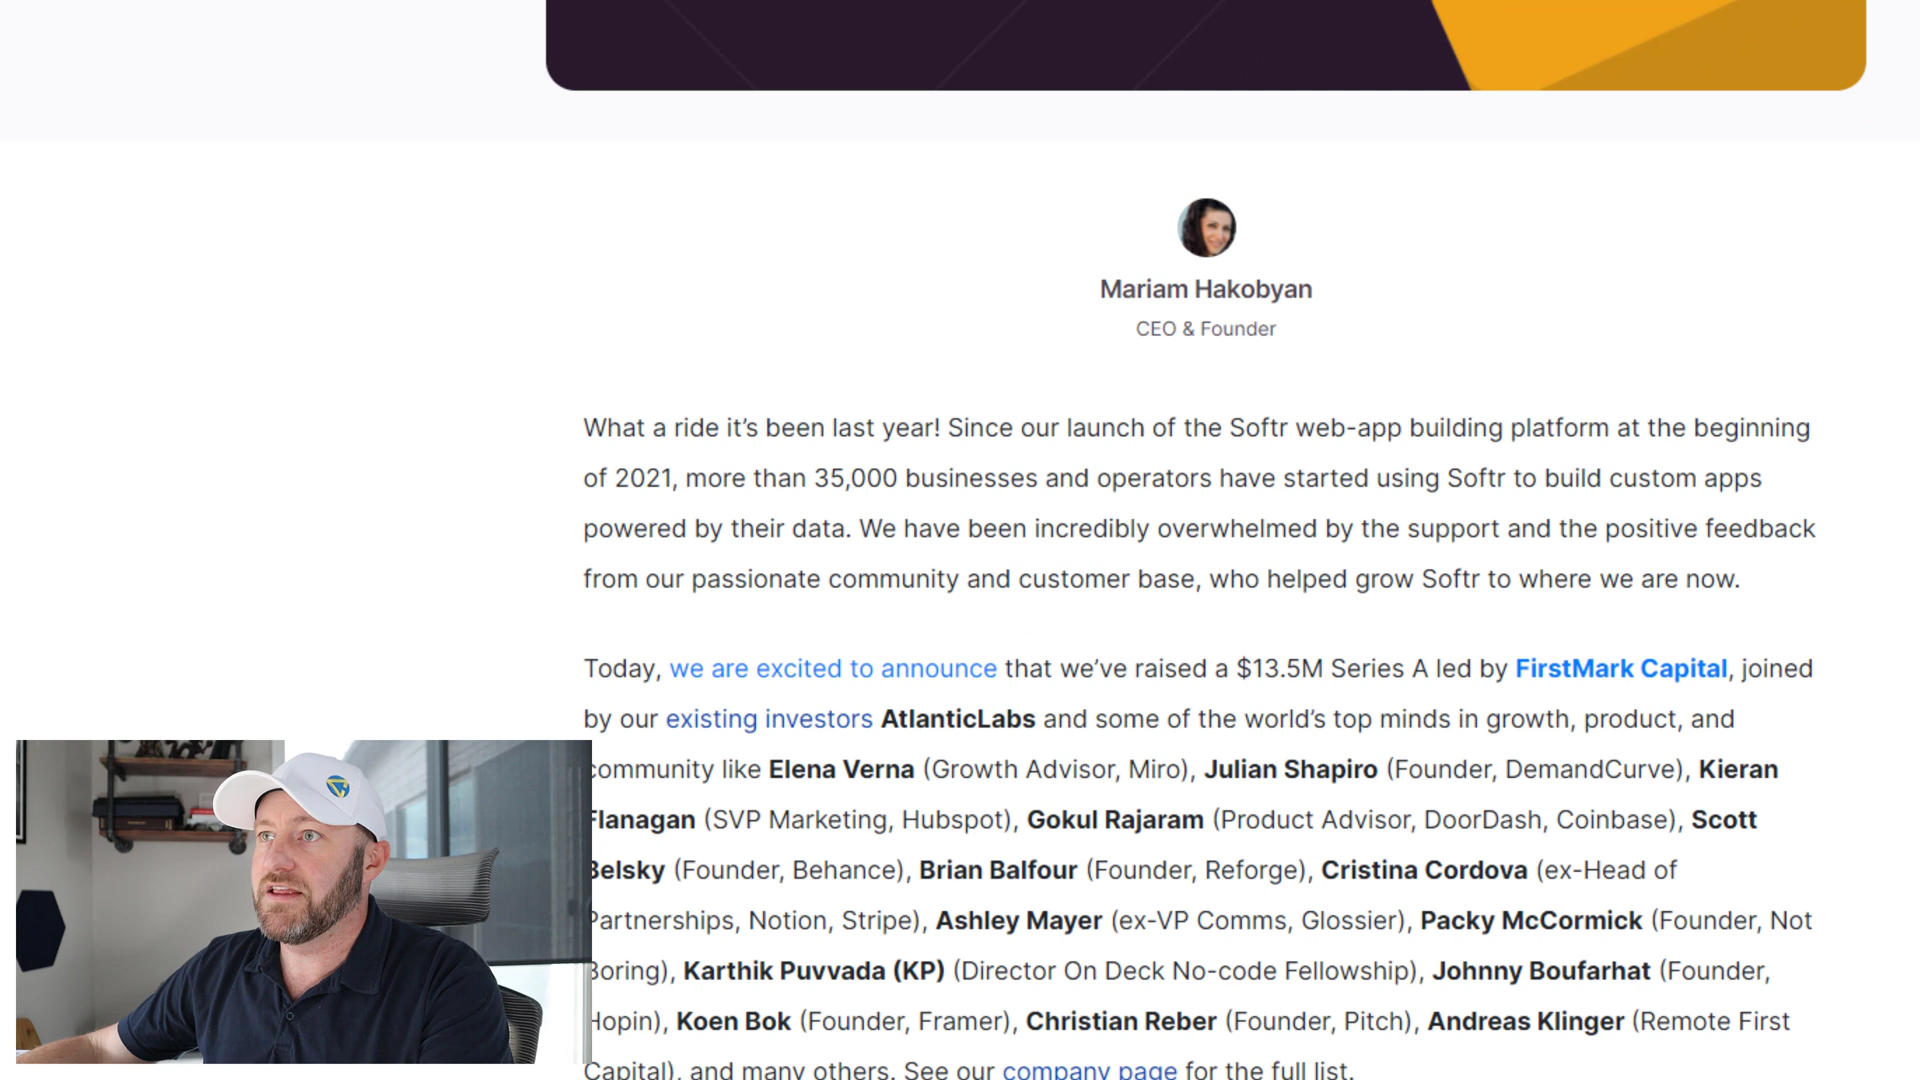 Mariam Hakobyan
CEO & Founder
What a ride it’s been last year! Since our launch of the Softr web-app building platform at the beginning
of 2021, more than 35,000 businesses and operators have started using Softr to build custom apps
powered by their data. We have been incredibly overwhelmed by the support and the positive feedback
from our passionate community and customer base, who helped grow Softr to where we are now.
Today, we are excited to announce that we’ve raised a $13.5M Series A led by FirstMark Capital, joined
by our existing investors AtlanticLabs and some of the world’s top minds in growth, product, and
community like Elena Verna (Growth Advisor, Miro), Julian Shapiro (Founder, DemandCurve), Kieran
Flanagan (SVP Marketing, Hubspot), Gokul Rajaram (Product Advisor, DoorDash, Coinbase), Scott
Belsky (Founder, Behance), Brian Balfour (Founder, Reforge), Cristina Cordova (ex-Head of
Partnerships, Notion, Stripe), Ashley Mayer (ex-VP Comms, Glossier), Packy McCormick (Founder, Not
Boring), Karthik Puvvada (KP) (Director On Deck No-code Fellowship), Johnny Boufarhat (Founder,
Hopin), Koen Bok (Founder, Framer), Christian Reber (Founder, Pitch), Andreas Klinger (Remote First
Capital), and many others. See our company page for the full list.